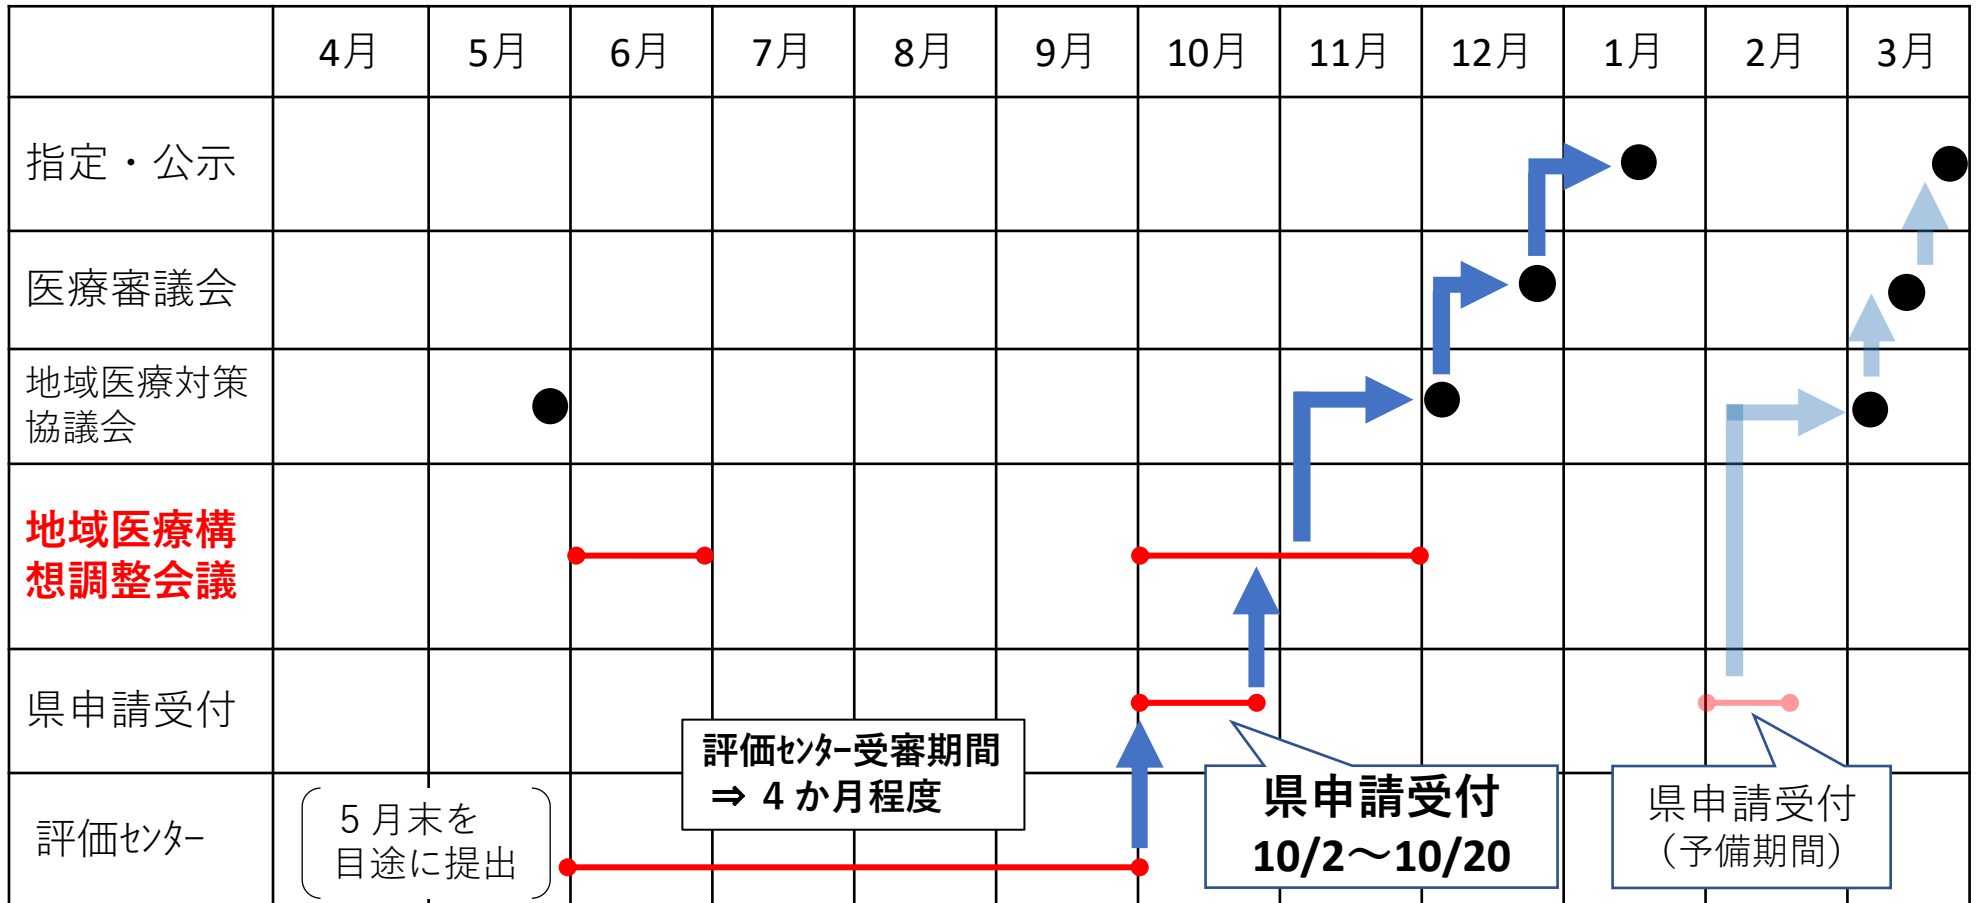 4月 5月 6月 7月 8月 9月 10月 11月 12月 1月 2月 3月
指定・公示
医療審議会
地域医療対策
協議会
地域医療構
想調整会議
県申請受付
評価ｾﾝﾀｰ受審期間
⇒ 4か月程度
評価ｾﾝﾀｰ
5月末を
目途に提出
県申請受付
10/2～10/20
県申請受付
（予備期間）